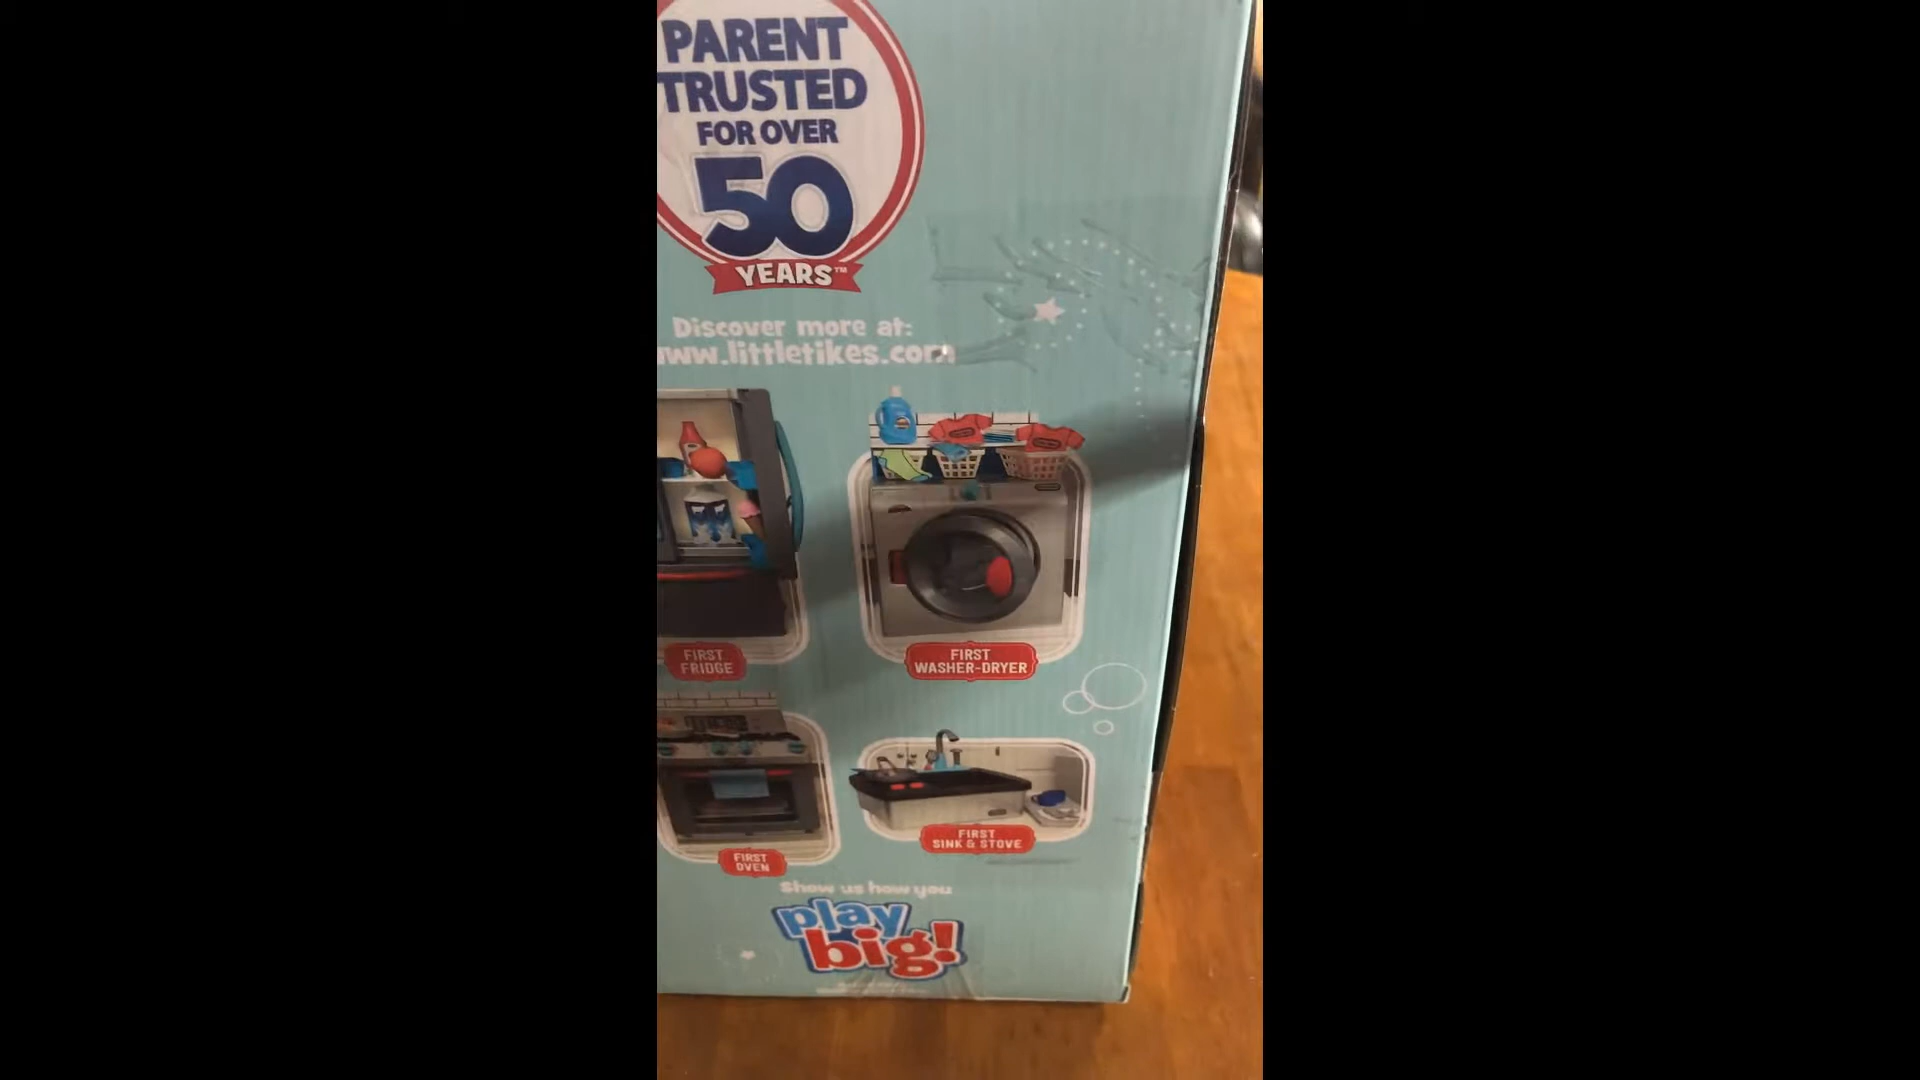 PARENT
TRUSTED
FOR OVER
50
YEARS™
Discover more at:
www.littletikes.com
FIRST
FRIDGE
FIRST
WASHER-DRYER
FIRST
OVEN
FIRST
SINK & STOVE
Show us how you
play
big!